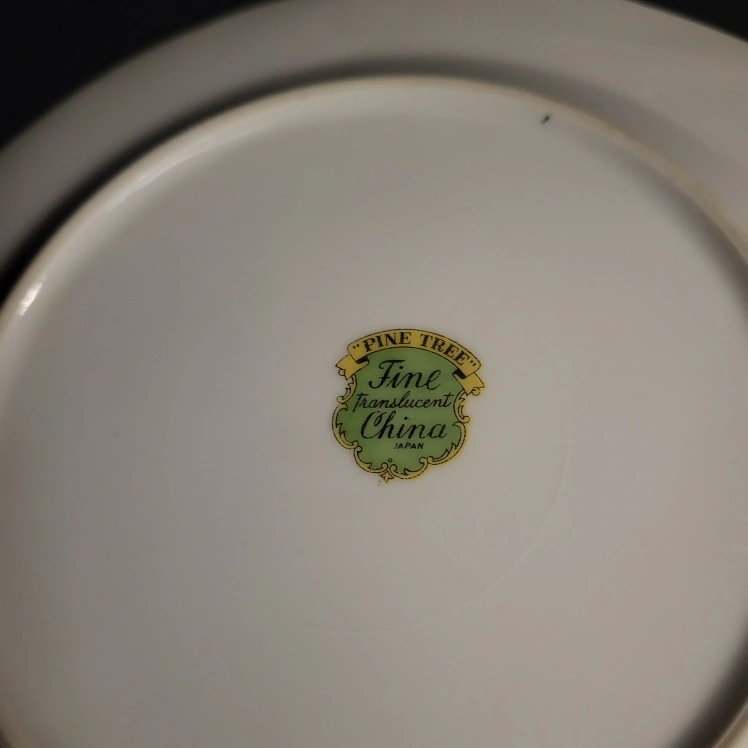 "PINE TREE"
Fine
Translucent
China
JAPAN